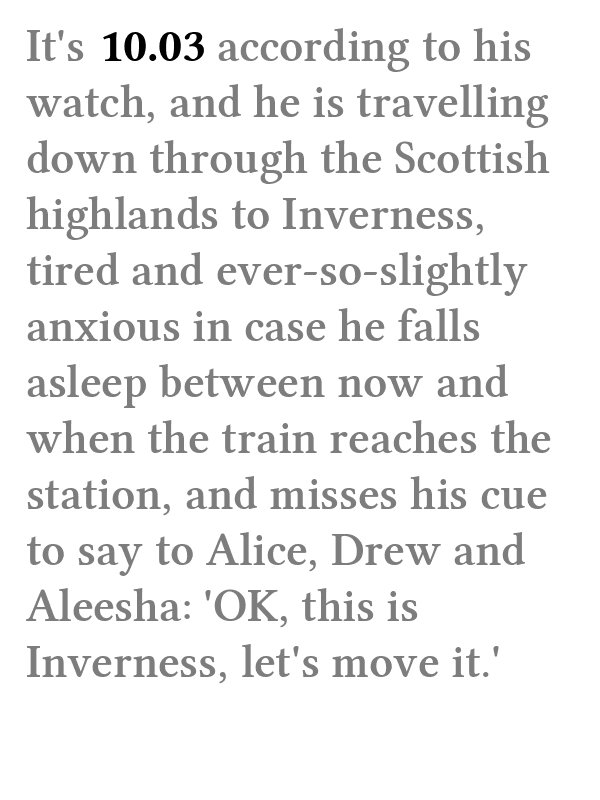 It's 10.03 according to his
watch, and he is travelling
down through the Scottish
highlands to Inverness,
tired and ever-so-slightly
anxious in case he falls
asleep between now and
when the train reaches the
station, and misses his cue
to say to Alice, Drew and
Aleesha: 'OK, this is
Inverness, let's move it.'